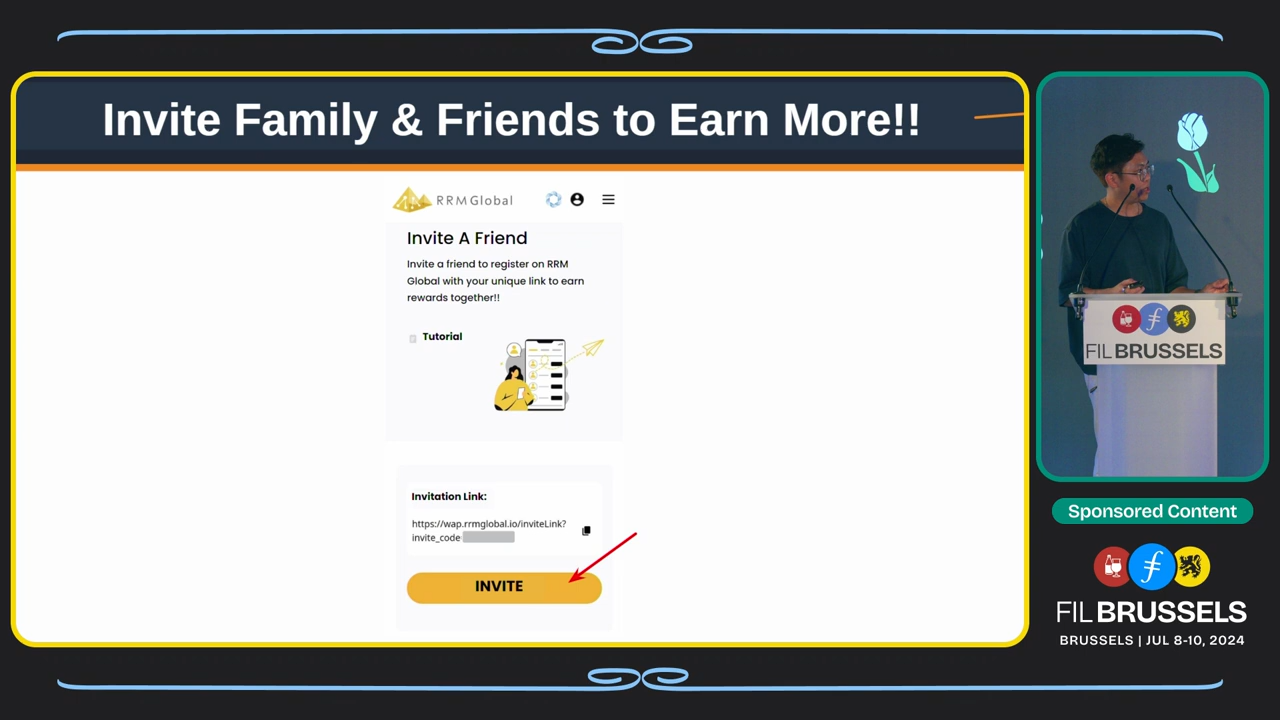 Invite Family & Friends to Earn More!!
RRMGlobal
Invite A Friend
Invite a friend to register on RRM
Global with your unique link to earn
rewards together!!
Tutorial
Invitation Link:
https://wap.rrmglobal.io/inviteLink?
invite_code
INVITE
FIL BRUSSELS
Sponsored Content
FIL BRUSSELS
BRUSSELS | JUL 8-10, 2024